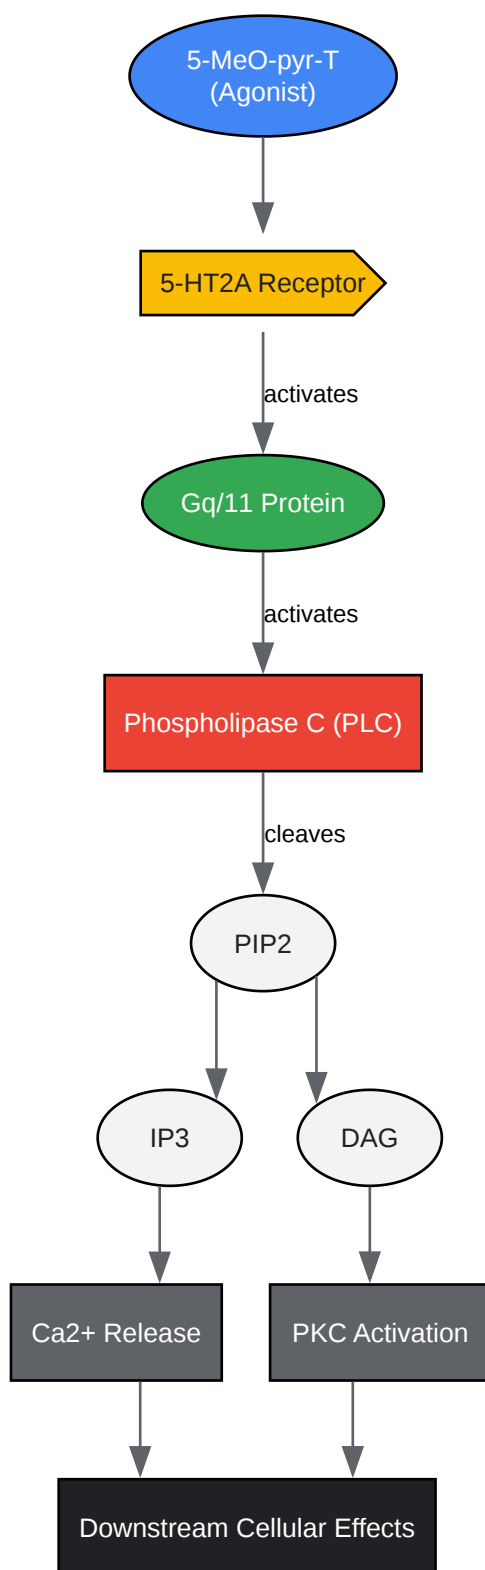 5-MeO-pyr-T
(Agonist)
5-HT2A Receptor
activates
Gq/11 Protein
activates
Phospholipase C (PLC)
cleaves
PIP2
IP3
DAG
Ca2+ Release
PKC Activation
Downstream Cellular Effects